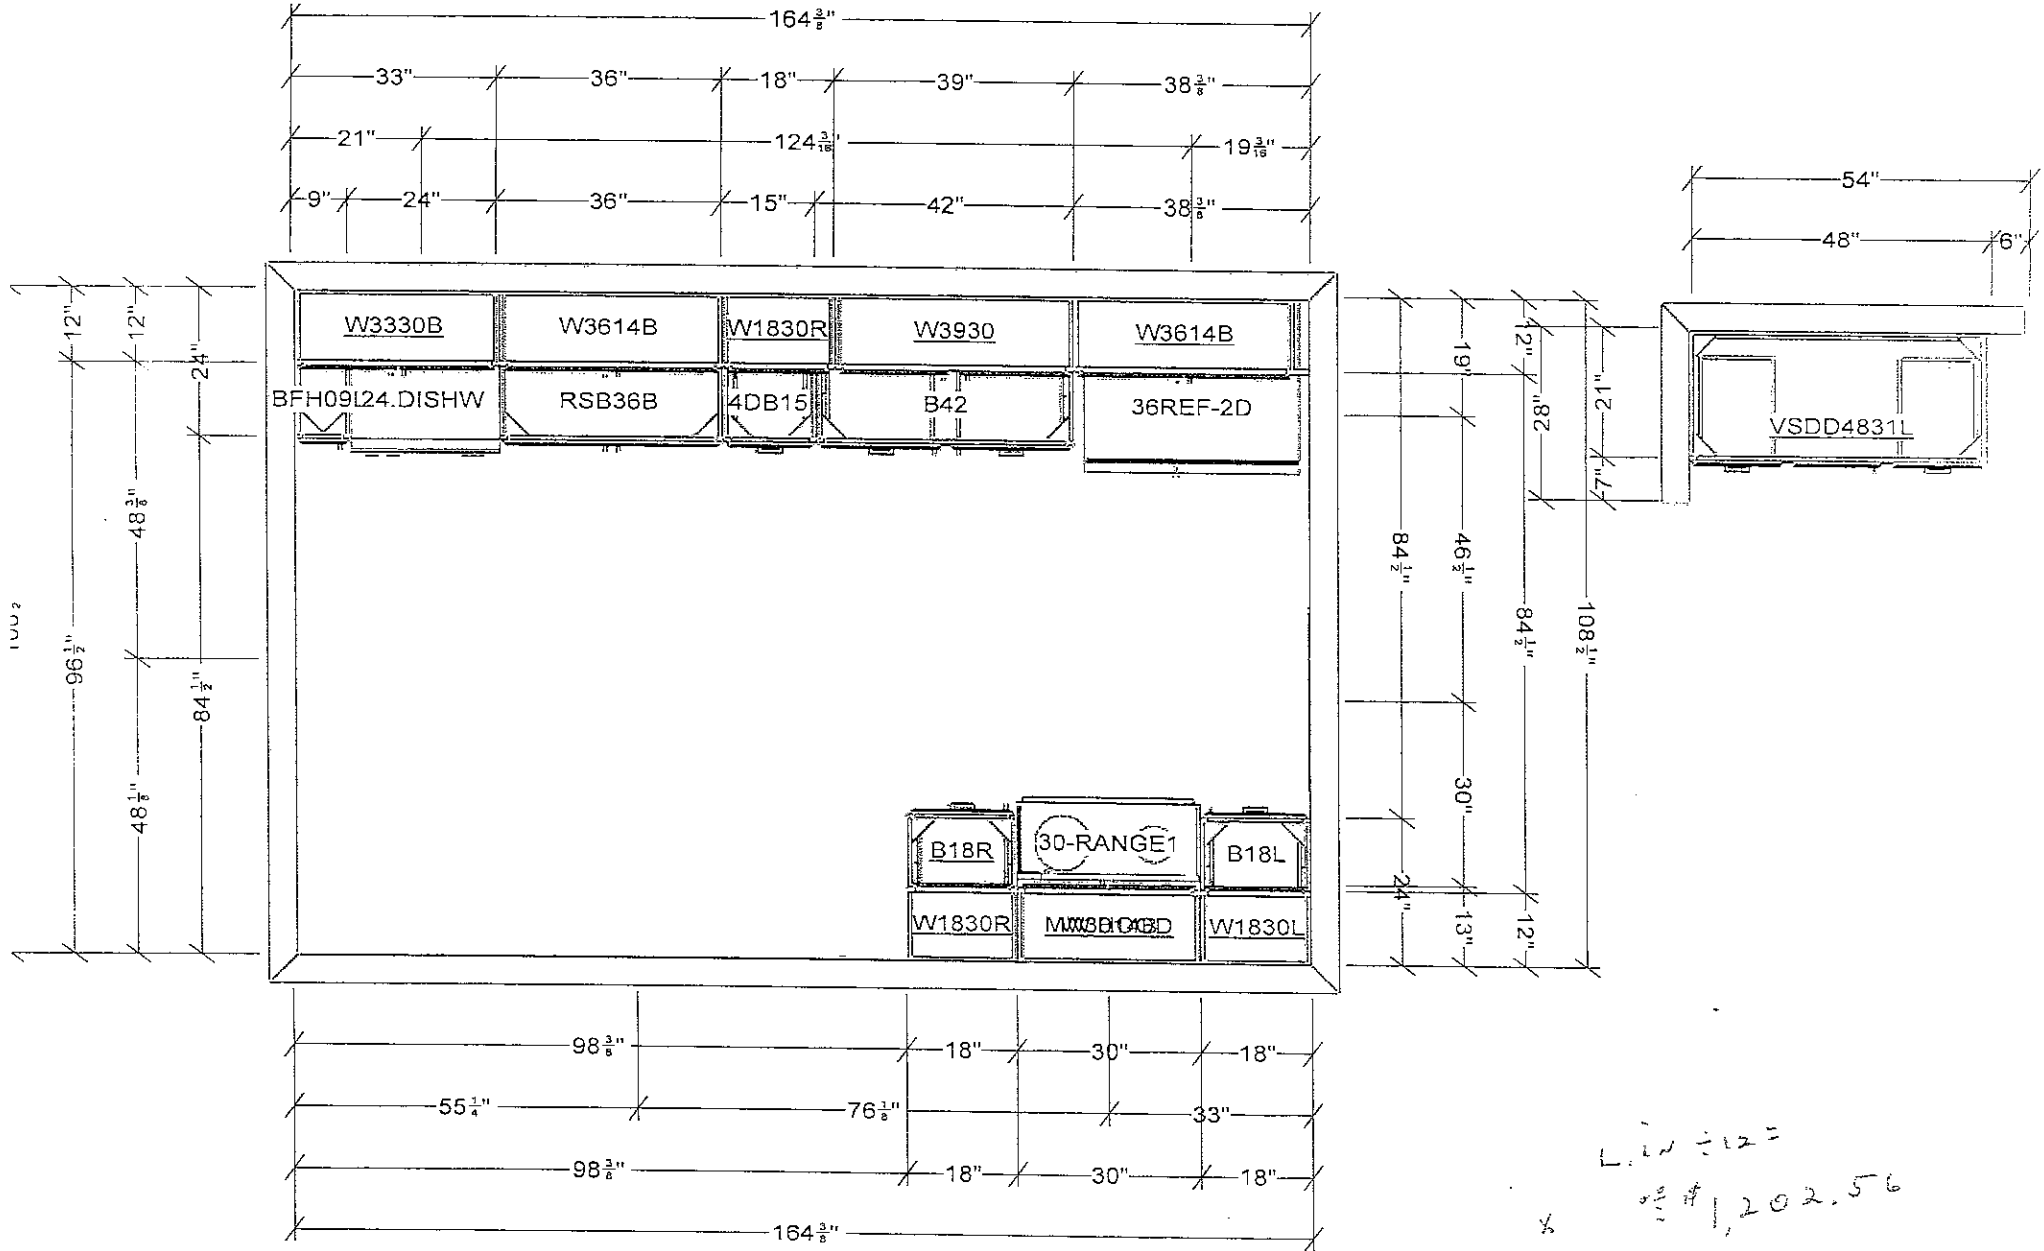 164 3/8"
33" 36" 18" 39" 38 3/8"
21" 124 3/16" 19 3/16"
9" 24" 36" 15" 42" 38 3/8"
54"
48" 6"
12" 12" 24"
96 1/2" 48 3/8" 48 1/8" 84 1/2"
W3330B W3614B W1830R W3930 W3614B
BFH09L 24.DISHW RSB36B 4DB15 B42 36REF-2D
84 1/2" 24"
19" 46 1/2" 30" 13"
12" 84 1/2" 12"
108 1/2"
28" 21" 7"
VSDD4831L
B18R 30-RANGE1 B18L
W1830R W1830L
98 3/8" 18" 30" 18"
55 1/4" 76 1/8" 33"
98 3/8" 18" 30" 18"
164 3/8"
L.in ÷12=
$1,202.56